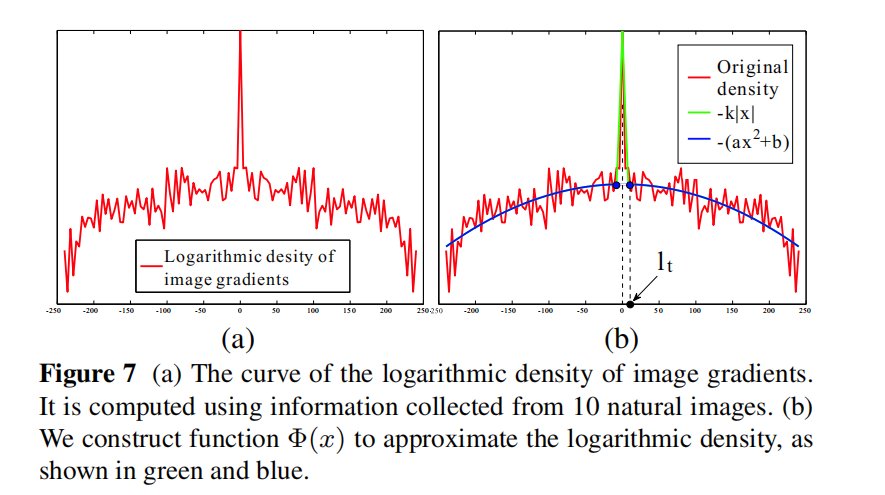 Logarithmic desity of
image gradients
-250 -200 -150 -100 -50 0 50 100 150 200 250
(a)
Original
density
-k|x|
-(ax²+b)
lt
-250 -200 -150 -100 -50 0 50 100 150 200 250
(b)
Figure 7 (a) The curve of the logarithmic density of image gradients.
It is computed using information collected from 10 natural images. (b)
We construct function Φ(x) to approximate the logarithmic density, as
shown in green and blue.